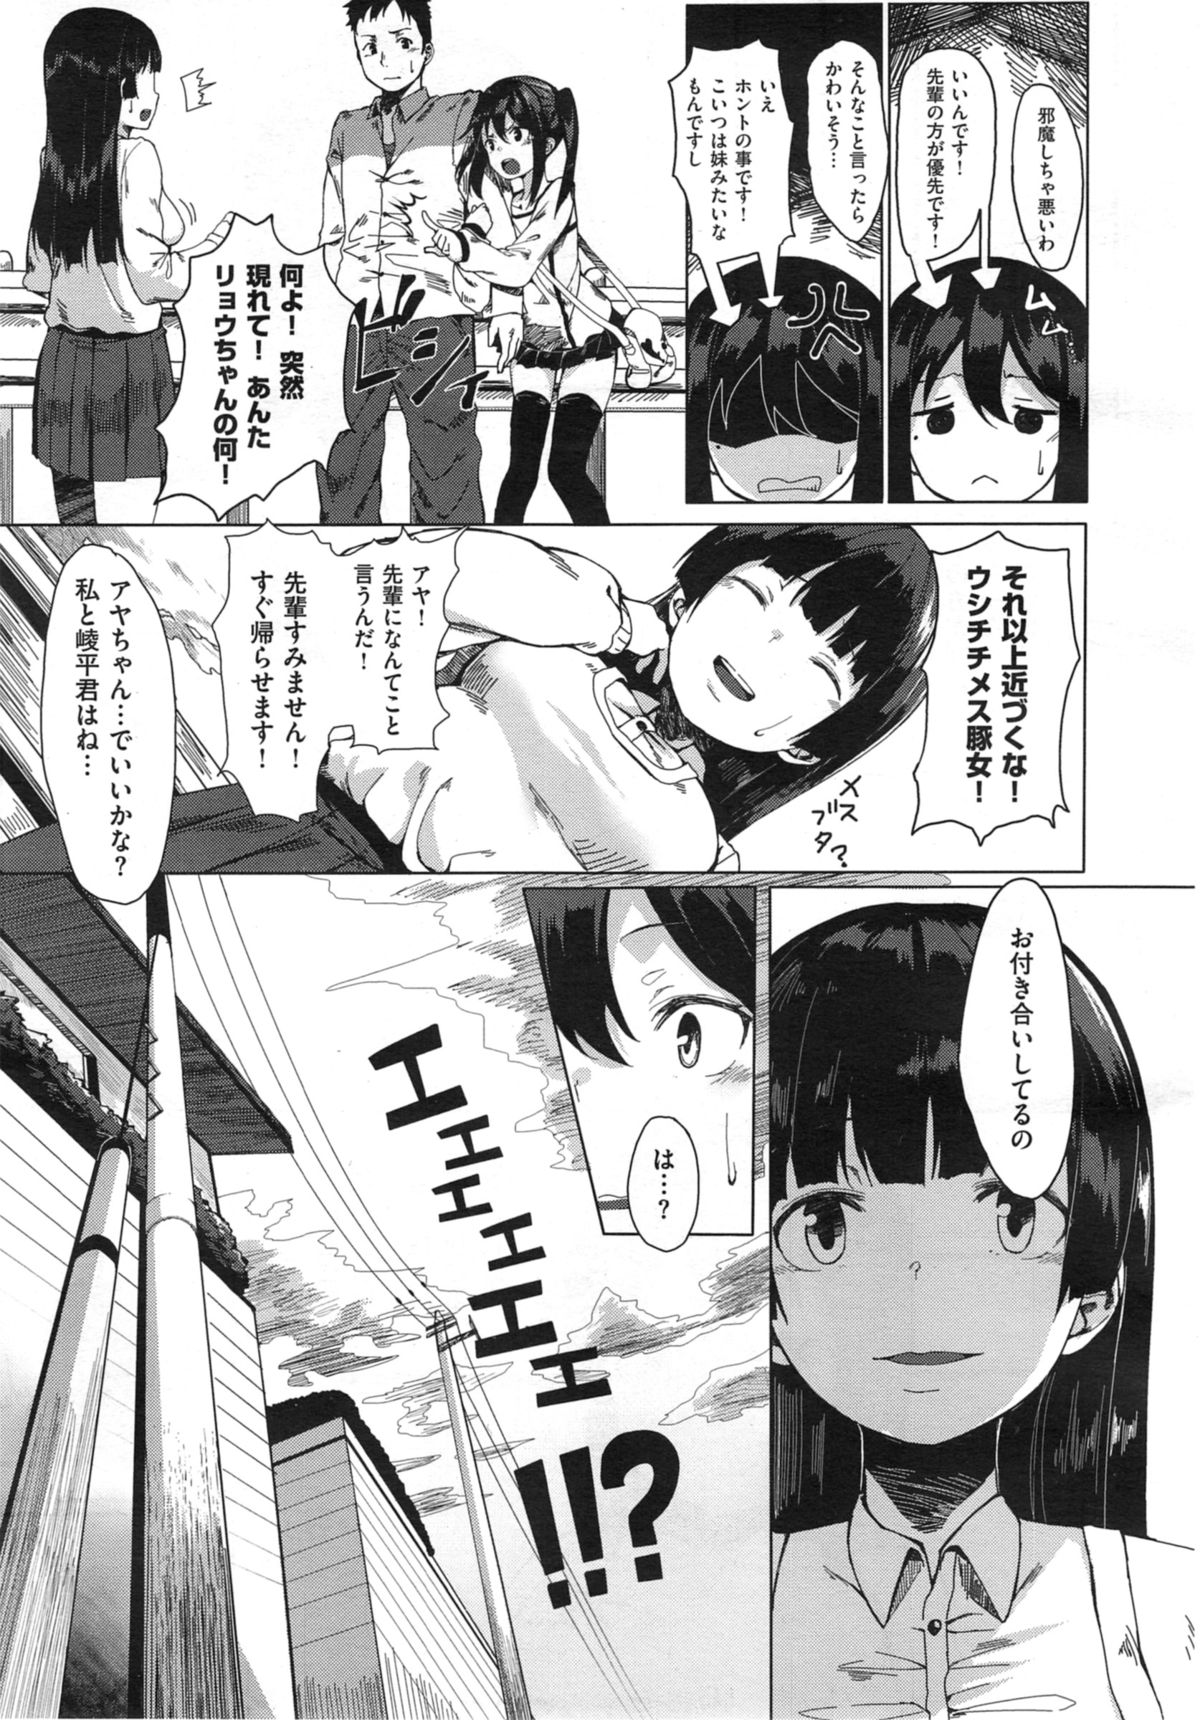 邪魔しちゃ悪いわ
いいんです!
先輩の方が優先です!
ムム
そんなこと言ったら
かわいそう…
いえ
ホントの事です!
こいつは妹みたいな
もんですし
何よ! 突然
現れて! あんた
リョウちゃんの何!
ビシィ
それ以上近づくな!
ウシチチメス豚女!
メス
ブタ?
アヤ!
先輩になんてこと
言うんだ!
先輩すみません!
すぐ帰らせます!
アヤちゃん…でいいかな?
私と崚平君はね…
お付き合いしてるの
は…?
エエエエエェ
!!?